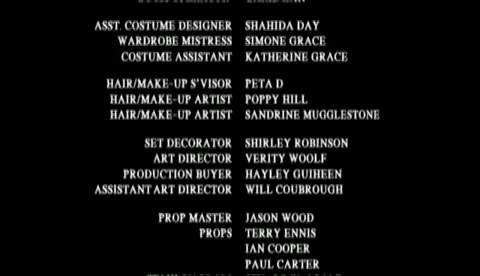 ASST. COSTUME DESIGNER SHAHIDA DAY
WARDROBE MISTRESS SIMONE GRACE
COSTUME ASSISTANT KATHERINE GRACE
HAIR/MAKE-UP S'VISOR PETA D
HAIR/MAKE-UP ARTIST POPPY HILL
HAIR/MAKE-UP ARTIST SANDRINE MUGGLESTONE
SET DECORATOR SHIRLEY ROBINSON
ART DIRECTOR VERITY WOOLF
PRODUCTION BUYER HAYLEY GUIHEEN
ASSISTANT ART DIRECTOR WILL COUBROUGH
PROP MASTER JASON WOOD
PROPS TERRY ENNIS
IAN COOPER
PAUL CARTER